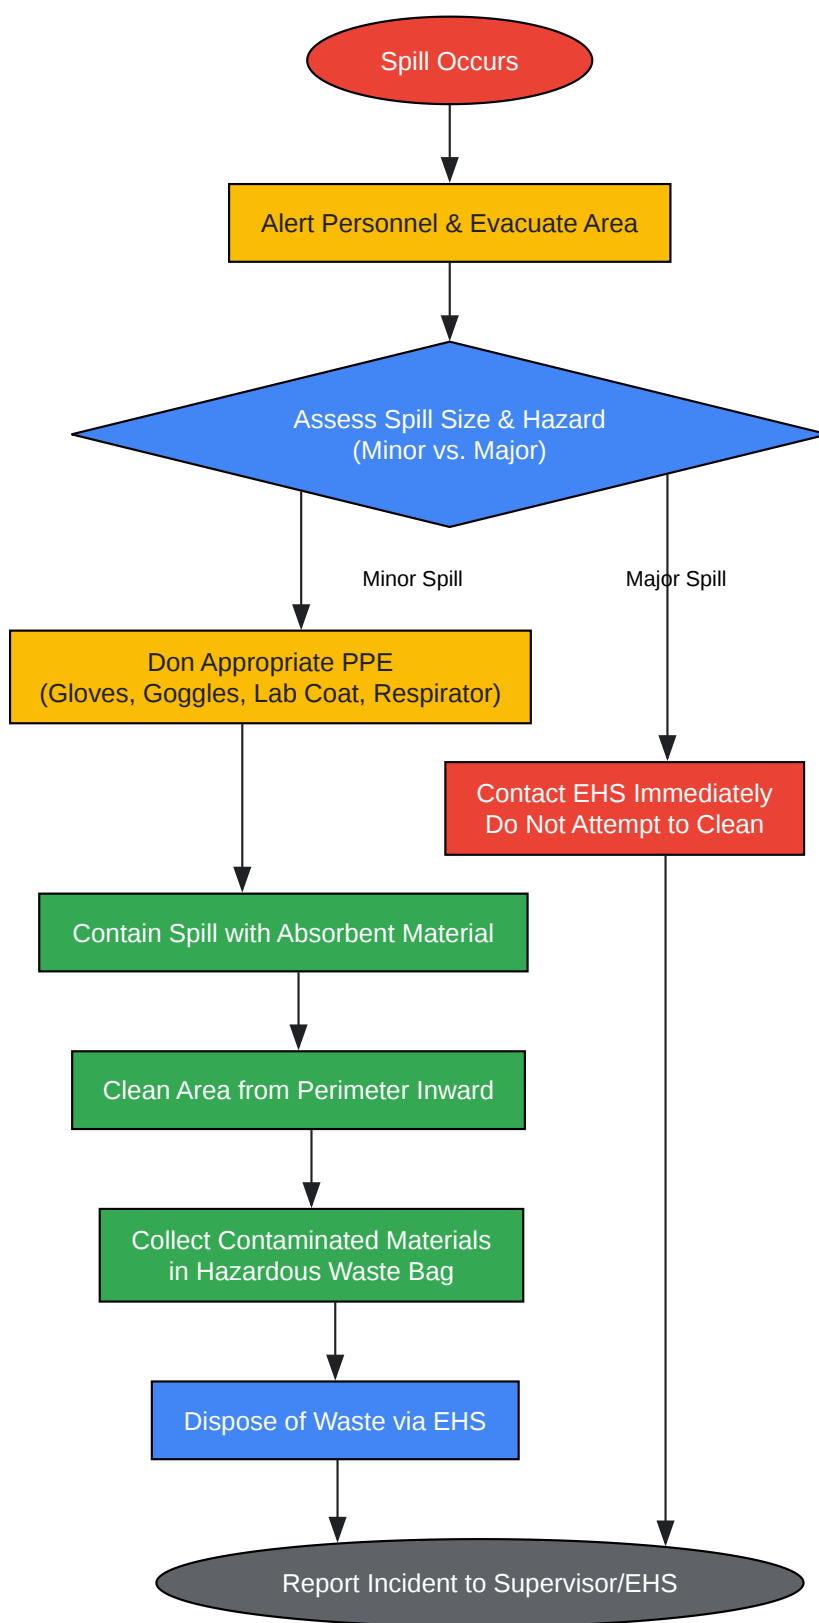 Spill Occurs
Alert Personnel & Evacuate Area
Assess Spill Size & Hazard
(Minor vs. Major)
Minor Spill
Major Spill
Don Appropriate PPE
(Gloves, Goggles, Lab Coat, Respirator)
Contact EHS Immediately
Do Not Attempt to Clean
Contain Spill with Absorbent Material
Clean Area from Perimeter Inward
Collect Contaminated Materials
in Hazardous Waste Bag
Dispose of Waste via EHS
Report Incident to Supervisor/EHS